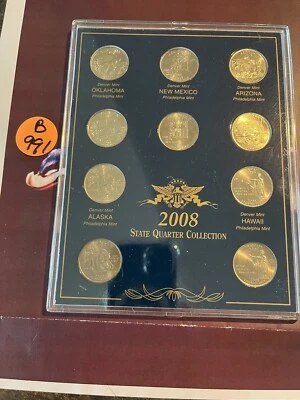 Denver Mint
OKLAHOMA
Philadelphia Mint
Denver Mint
NEW MEXICO
Philadelphia Mint
Denver Mint
ARIZONA
Philadelphia Mint
B
991
Denver Mint
ALASKA
Philadelphia Mint
Denver Mint
HAWAII
Philadelphia Mint
2008
STATE QUARTER COLLECTION